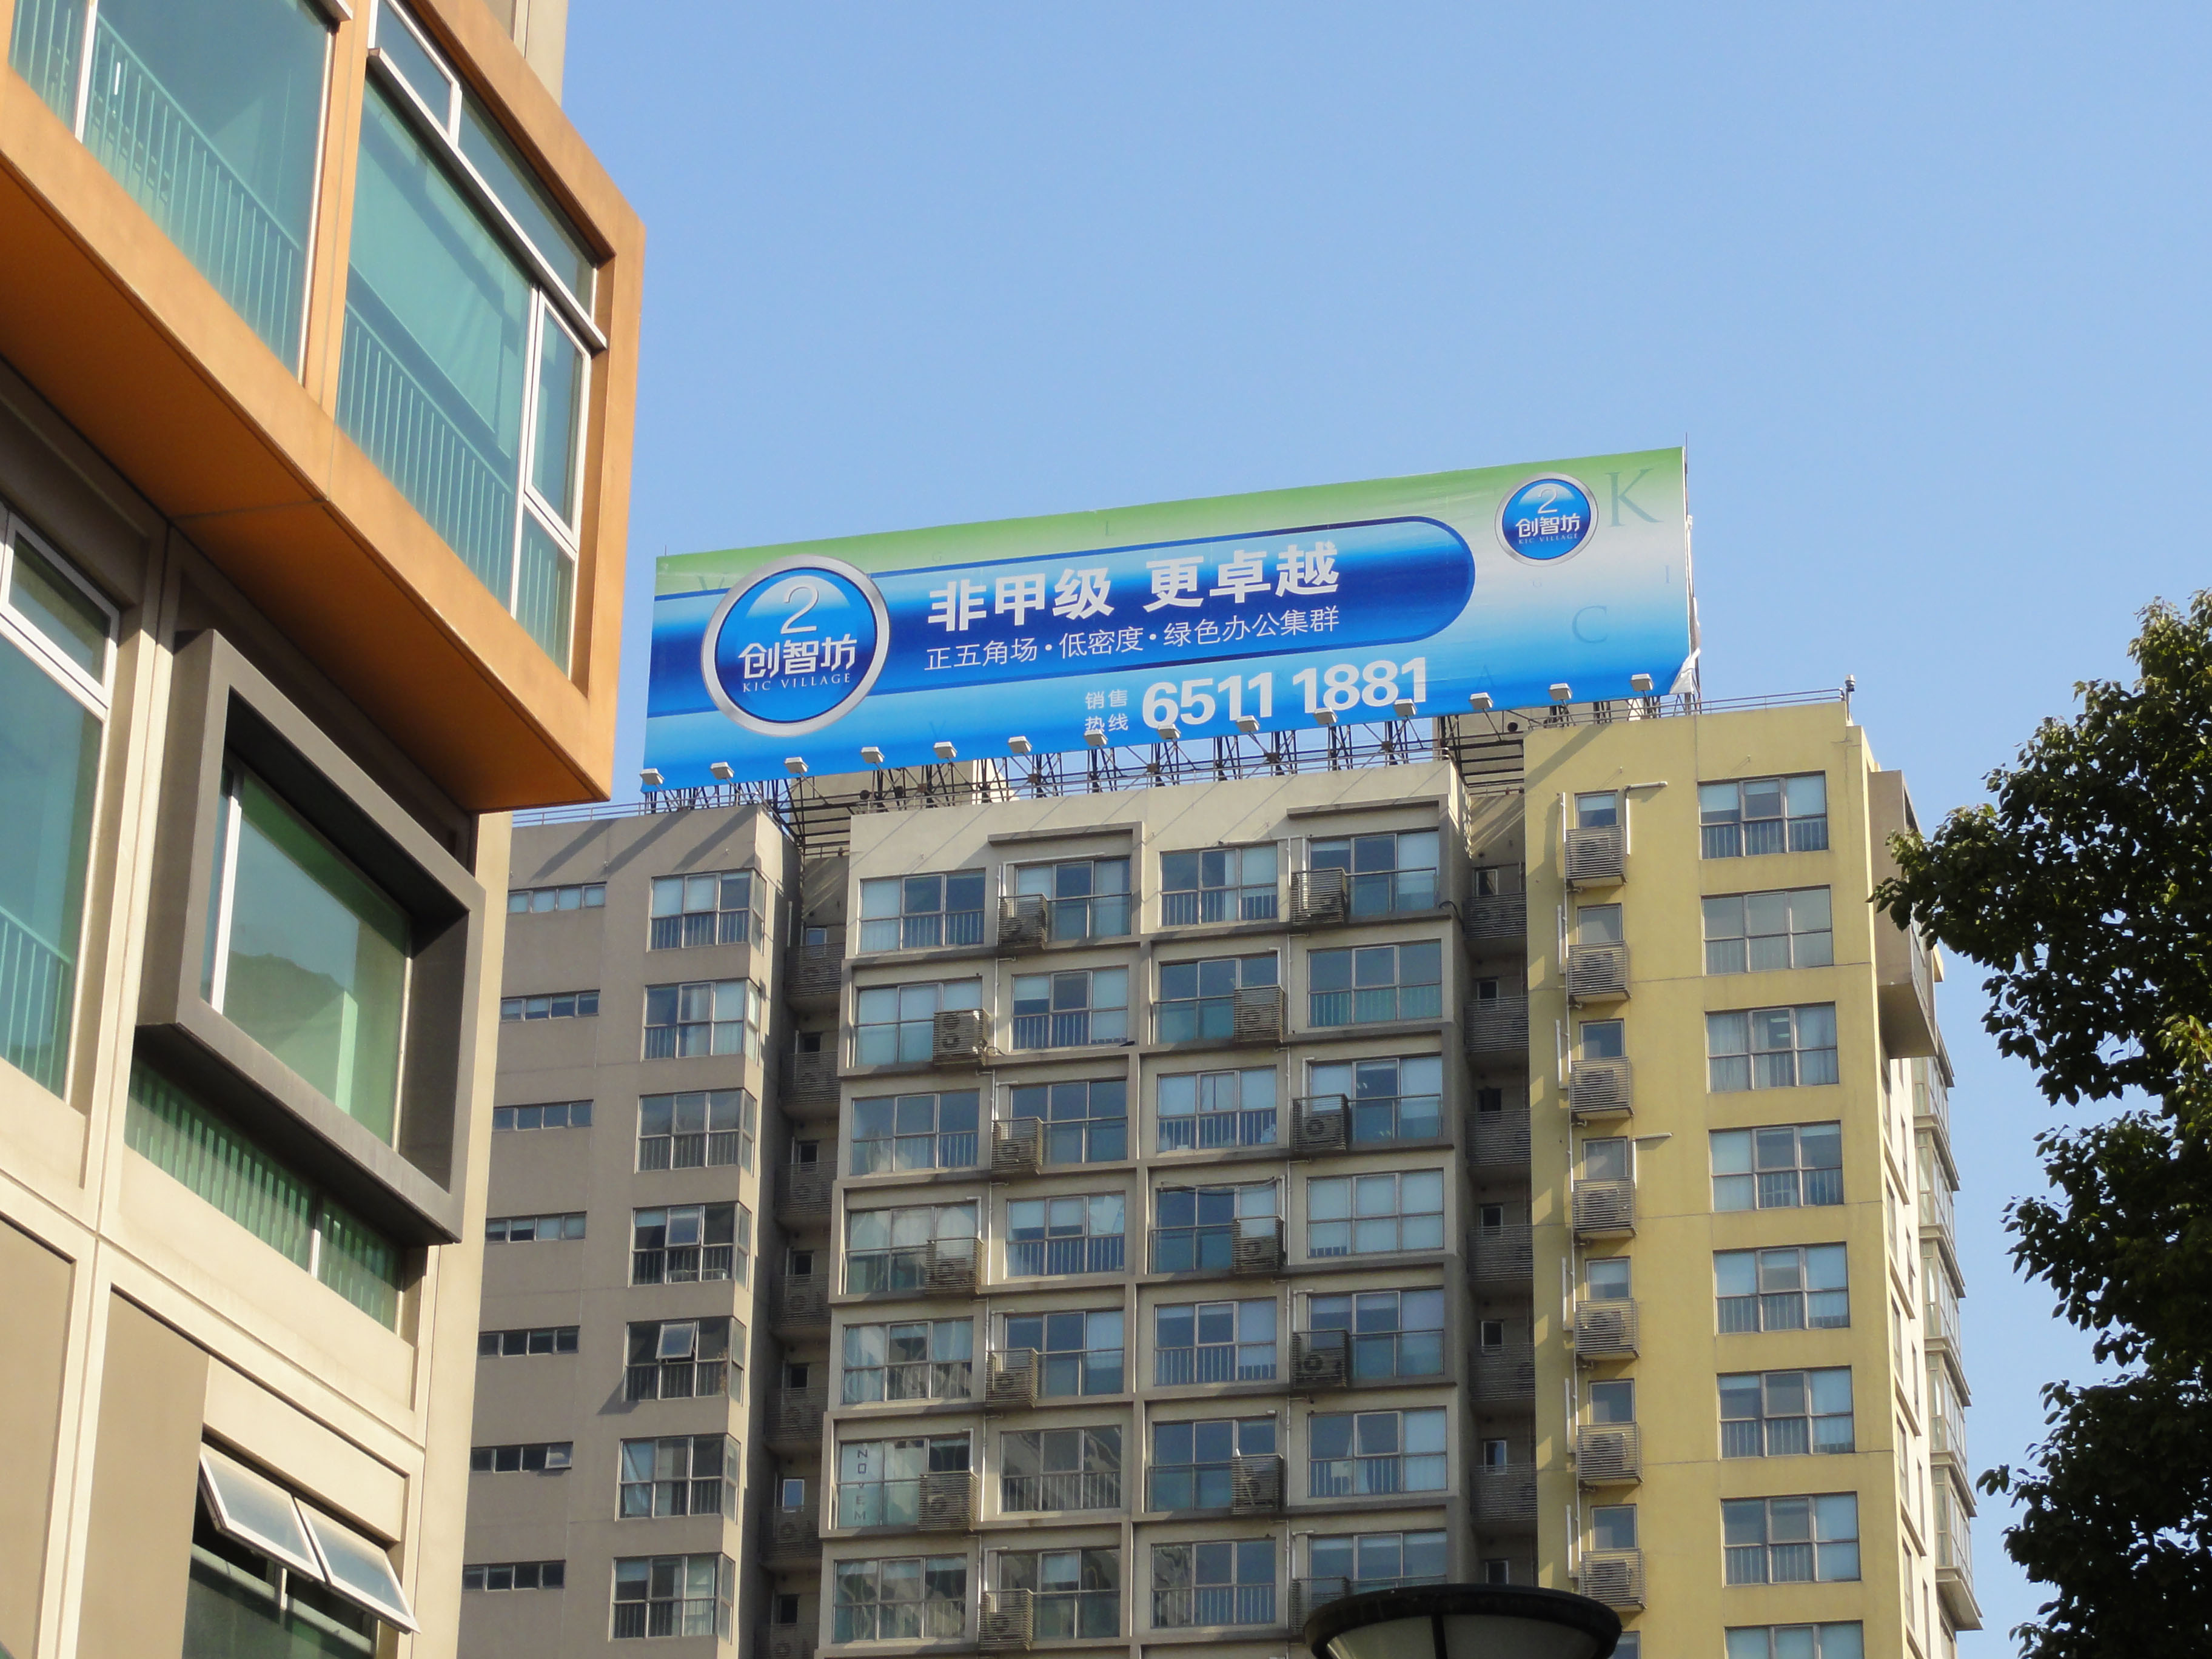 2
创智坊
KIC VILLAGE
非甲级 更卓越
正五角场·低密度·绿色办公集群
销售
热线
6511 1881
2
创智坊
KIC VILLAGE
K
C